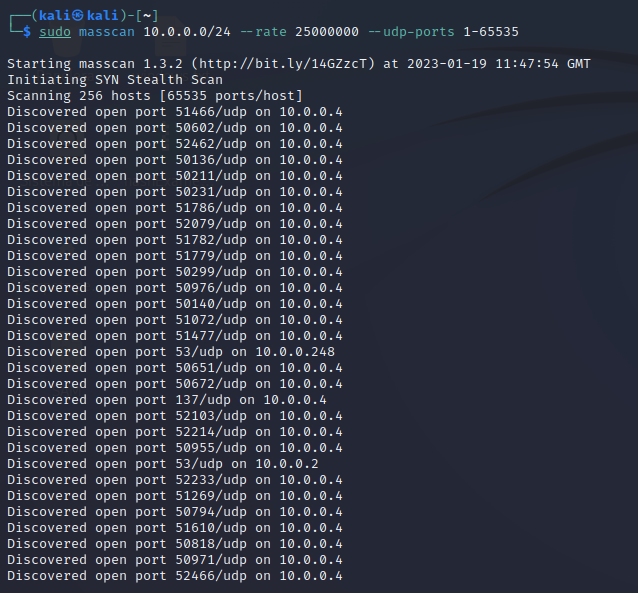 ┌──(kali㉿kali)-[~]
└─$ sudo masscan 10.0.0.0/24 --rate 25000000 --udp-ports 1-65535
Starting masscan 1.3.2 (http://bit.ly/14GZzcT) at 2023-01-19 11:47:54 GMT
Initiating SYN Stealth Scan
Scanning 256 hosts [65535 ports/host]
Discovered open port 51466/udp on 10.0.0.4
Discovered open port 50602/udp on 10.0.0.4
Discovered open port 52462/udp on 10.0.0.4
Discovered open port 50136/udp on 10.0.0.4
Discovered open port 50211/udp on 10.0.0.4
Discovered open port 50231/udp on 10.0.0.4
Discovered open port 51786/udp on 10.0.0.4
Discovered open port 52079/udp on 10.0.0.4
Discovered open port 51782/udp on 10.0.0.4
Discovered open port 51779/udp on 10.0.0.4
Discovered open port 50299/udp on 10.0.0.4
Discovered open port 50976/udp on 10.0.0.4
Discovered open port 50140/udp on 10.0.0.4
Discovered open port 51072/udp on 10.0.0.4
Discovered open port 51477/udp on 10.0.0.4
Discovered open port 53/udp on 10.0.0.248
Discovered open port 50651/udp on 10.0.0.4
Discovered open port 50672/udp on 10.0.0.4
Discovered open port 137/udp on 10.0.0.4
Discovered open port 52103/udp on 10.0.0.4
Discovered open port 52214/udp on 10.0.0.4
Discovered open port 50955/udp on 10.0.0.4
Discovered open port 53/udp on 10.0.0.2
Discovered open port 52233/udp on 10.0.0.4
Discovered open port 51269/udp on 10.0.0.4
Discovered open port 50794/udp on 10.0.0.4
Discovered open port 51610/udp on 10.0.0.4
Discovered open port 50818/udp on 10.0.0.4
Discovered open port 50971/udp on 10.0.0.4
Discovered open port 52466/udp on 10.0.0.4